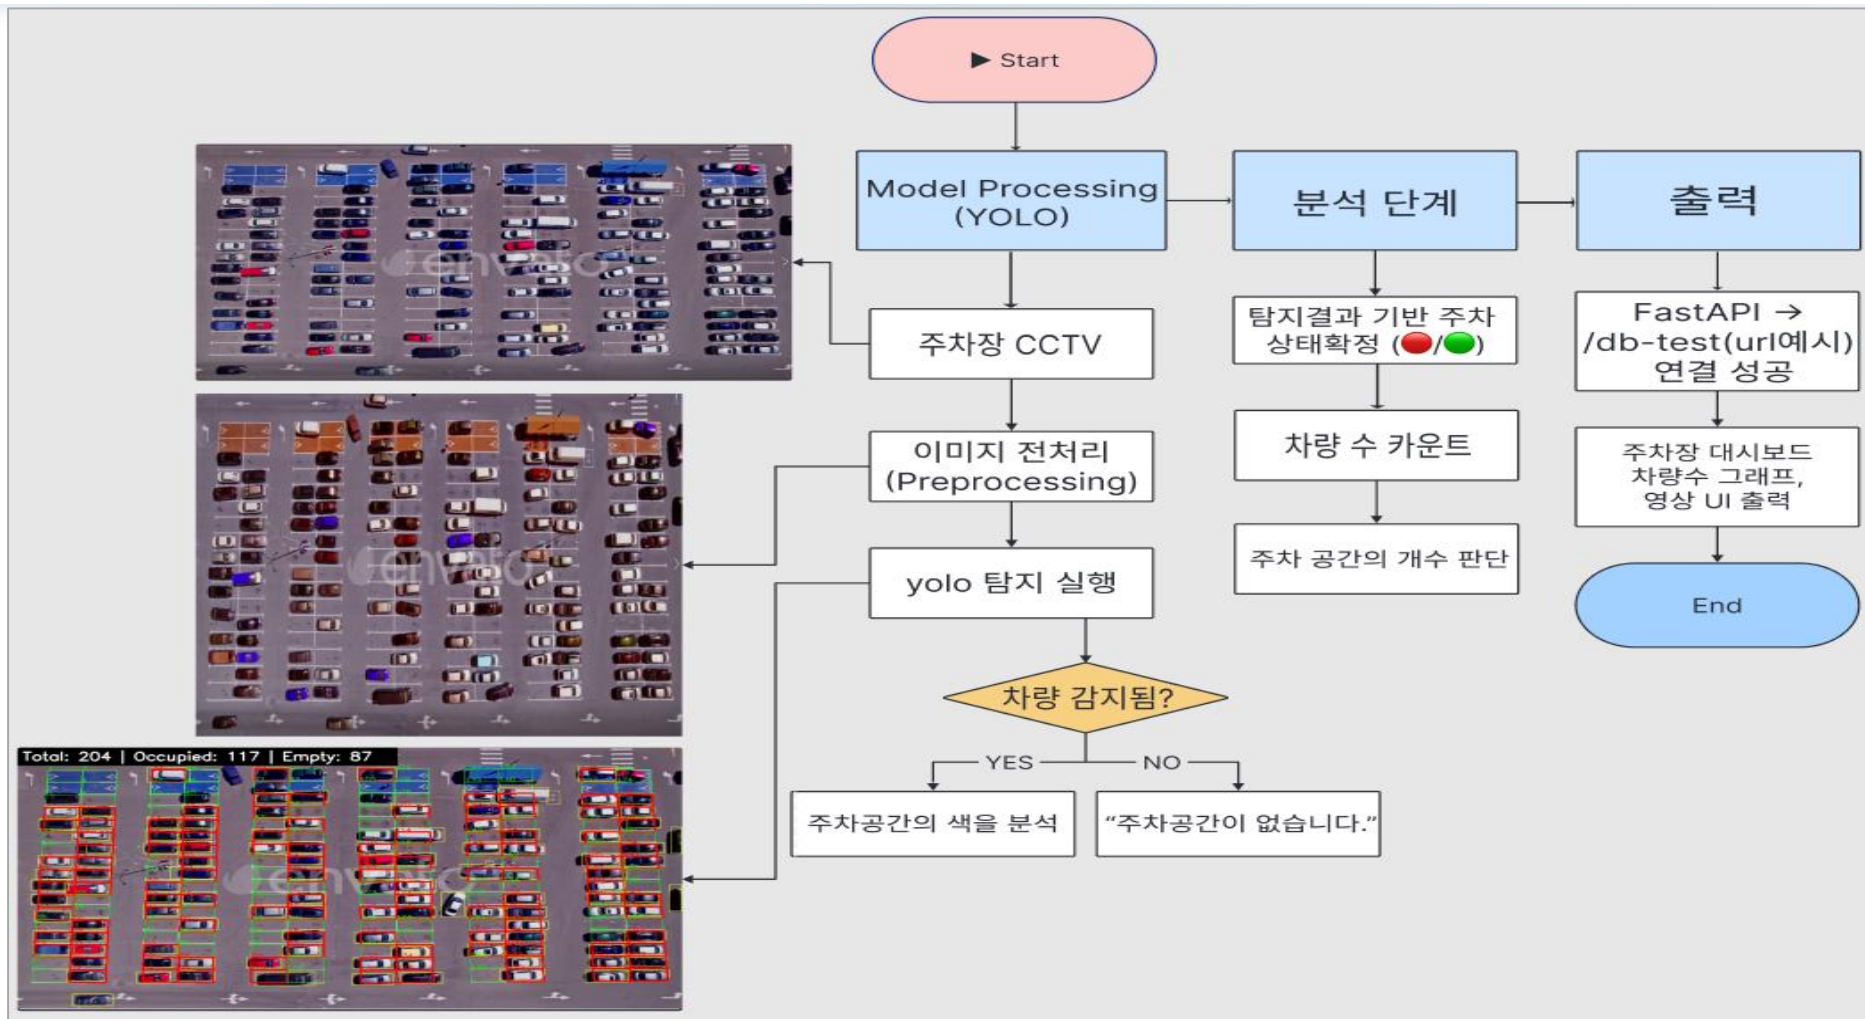 ▶ Start
Model Processing
(YOLO)
분석 단계
출력
주차장 CCTV
이미지 전처리
(Preprocessing)
yolo 탐지 실행
차량 감지됨?
YES
NO
주차공간의 색을 분석
“주차공간이 없습니다.”
탐지결과 기반 주차
상태확정 (🔴/🟢)
차량 수 카운트
주차 공간의 개수 판단
FastAPI →
/db-test(url예시)
연결 성공
주차장 대시보드
차량수 그래프,
영상 UI 출력
End
envato
envato
Total: 204 | Occupied: 117 | Empty: 87
envato